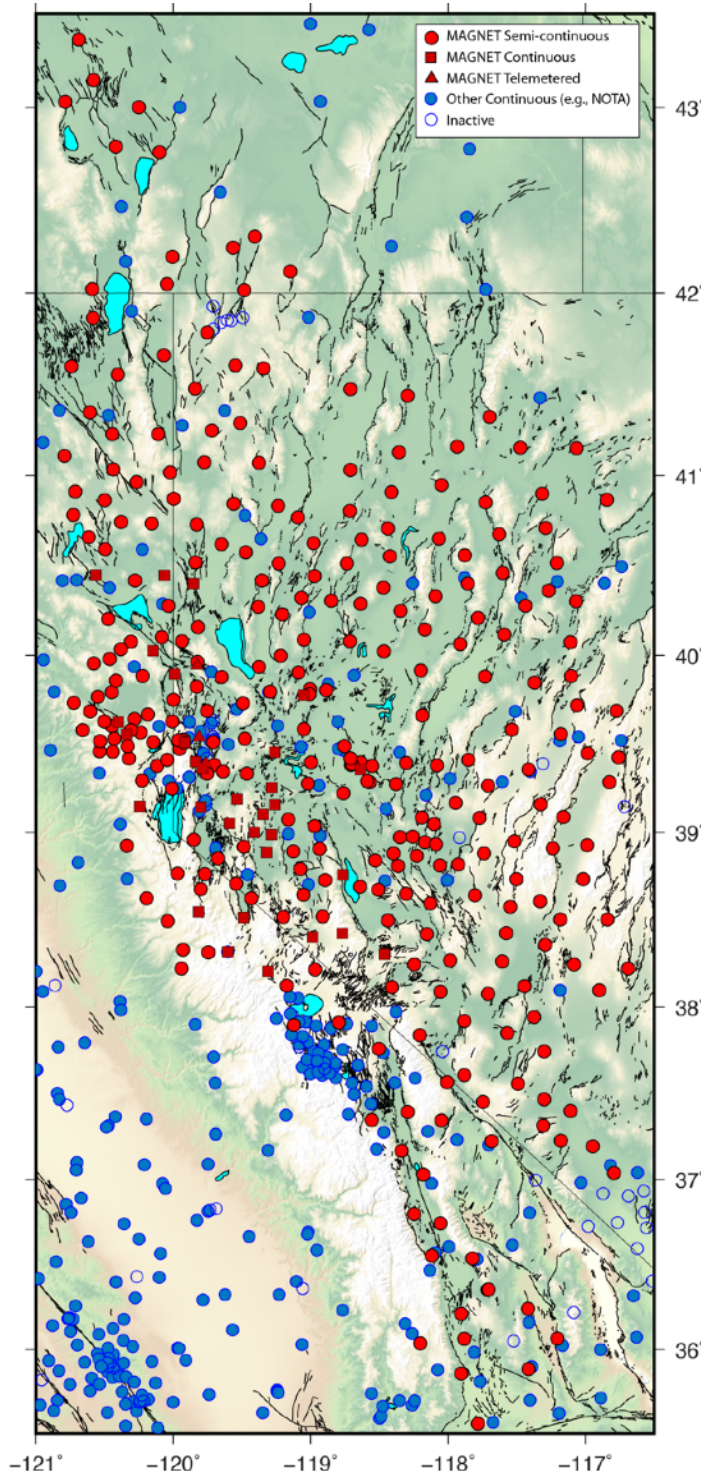 MAGNET Semi-continuous
MAGNET Continuous
MAGNET Telemetered
Other Continuous (e.g., NOTA)
Inactive
43°
42°
41°
40°
39°
38°
37°
36°
−121° −120° −119° −118° −117°